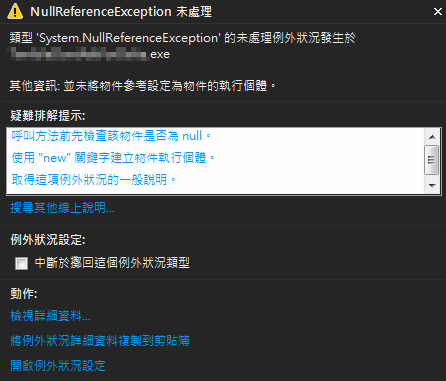 NullReferenceException 未處理
類型 'System.NullReferenceException' 的未處理例外狀況發生於
.exe
其他資訊: 並未將物件參考設定為物件的執行個體。
疑難排解提示:
呼叫方法前先檢查該物件是否為 null。
使用 "new" 關鍵字建立物件執行個體。
取得這項例外狀況的一般說明。
搜尋其他線上說明...
例外狀況設定:
中斷於擲回這個例外狀況類型
動作:
檢視詳細資料...
將例外狀況詳細資料複製到剪貼簿
開啟例外狀況設定